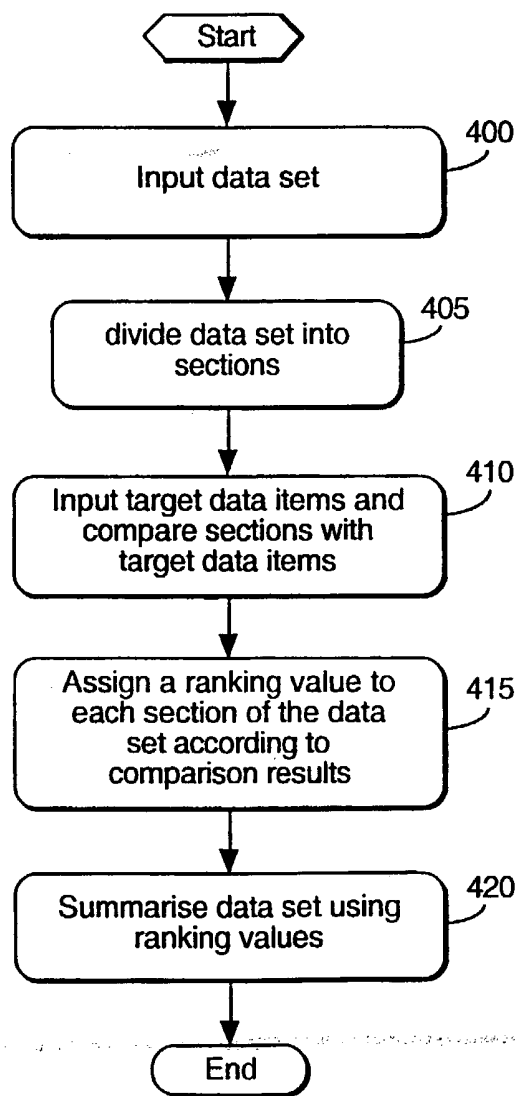 Start
400
Input data set
405
divide data set into
sections
410
Input target data items and
compare sections with
target data items
Assign a ranking value to
each section of the data
set according to
comparison results
415
Summarise data set using
ranking values
420
End